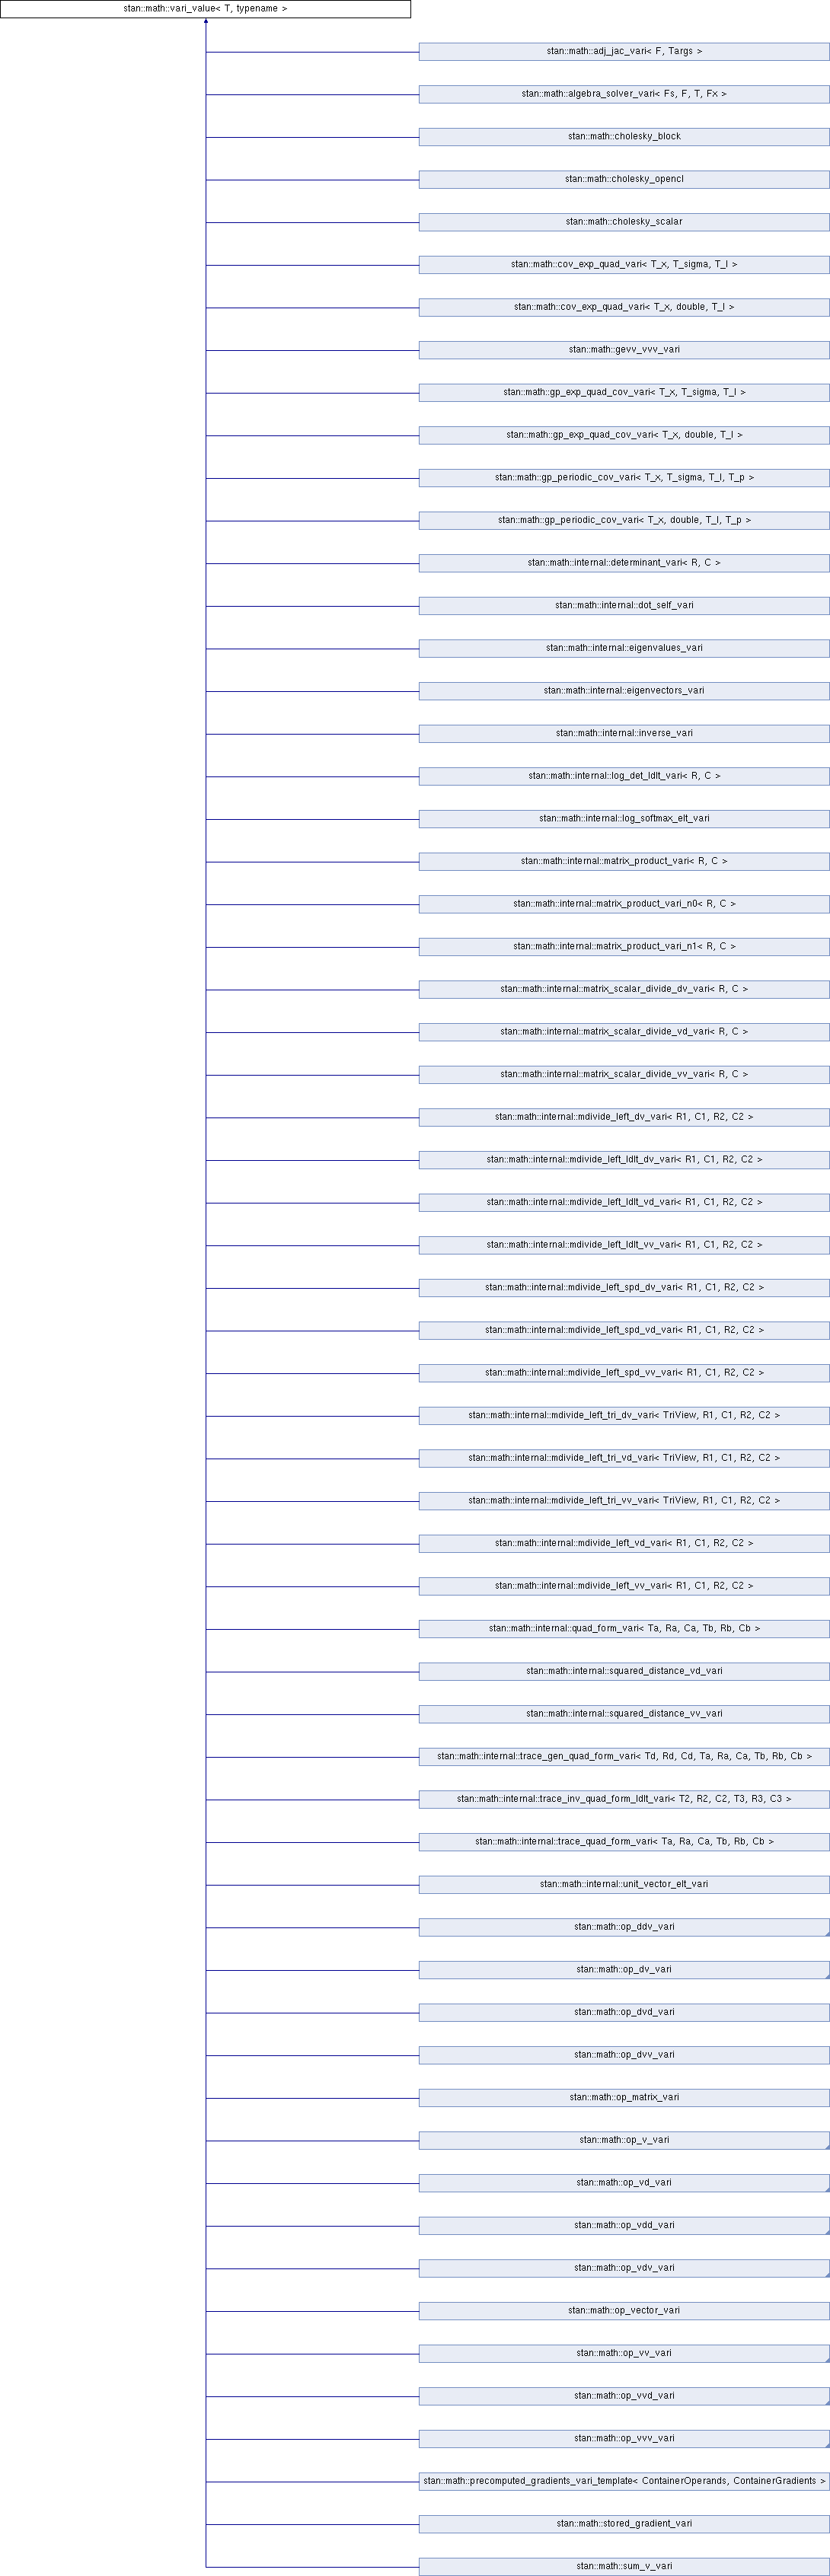 stan::math::vari_value< T, typename >
stan::math::adj_jac_vari< F, Targs >
stan::math::algebra_solver_vari< Fs, F, T, Fx >
stan::math::cholesky_block
stan::math::cholesky_opencl
stan::math::cholesky_scalar
stan::math::cov_exp_quad_vari< T_x, T_sigma, T_l >
stan::math::cov_exp_quad_vari< T_x, double, T_l >
stan::math::gevv_vvv_vari
stan::math::gp_exp_quad_cov_vari< T_x, T_sigma, T_l >
stan::math::gp_exp_quad_cov_vari< T_x, double, T_l >
stan::math::gp_periodic_cov_vari< T_x, T_sigma, T_l, T_p >
stan::math::gp_periodic_cov_vari< T_x, double, T_l, T_p >
stan::math::internal::determinant_vari< R, C >
stan::math::internal::dot_self_vari
stan::math::internal::eigenvalues_vari
stan::math::internal::eigenvectors_vari
stan::math::internal::inverse_vari
stan::math::internal::log_det_ldlt_vari< R, C >
stan::math::internal::log_softmax_elt_vari
stan::math::internal::matrix_product_vari< R, C >
stan::math::internal::matrix_product_vari_n0< R, C >
stan::math::internal::matrix_product_vari_n1< R, C >
stan::math::internal::matrix_scalar_divide_dv_vari< R, C >
stan::math::internal::matrix_scalar_divide_vd_vari< R, C >
stan::math::internal::matrix_scalar_divide_vv_vari< R, C >
stan::math::internal::mdivide_left_dv_vari< R1, C1, R2, C2 >
stan::math::internal::mdivide_left_ldlt_dv_vari< R1, C1, R2, C2 >
stan::math::internal::mdivide_left_ldlt_vd_vari< R1, C1, R2, C2 >
stan::math::internal::mdivide_left_ldlt_vv_vari< R1, C1, R2, C2 >
stan::math::internal::mdivide_left_spd_dv_vari< R1, C1, R2, C2 >
stan::math::internal::mdivide_left_spd_vd_vari< R1, C1, R2, C2 >
stan::math::internal::mdivide_left_spd_vv_vari< R1, C1, R2, C2 >
stan::math::internal::mdivide_left_tri_dv_vari< TriView, R1, C1, R2, C2 >
stan::math::internal::mdivide_left_tri_vd_vari< TriView, R1, C1, R2, C2 >
stan::math::internal::mdivide_left_tri_vv_vari< TriView, R1, C1, R2, C2 >
stan::math::internal::mdivide_left_vd_vari< R1, C1, R2, C2 >
stan::math::internal::mdivide_left_vv_vari< R1, C1, R2, C2 >
stan::math::internal::quad_form_vari< Ta, Ra, Ca, Tb, Rb, Cb >
stan::math::internal::squared_distance_vd_vari
stan::math::internal::squared_distance_vv_vari
stan::math::internal::trace_gen_quad_form_vari< Td, Rd, Cd, Ta, Ra, Ca, Tb, Rb, Cb >
stan::math::internal::trace_inv_quad_form_ldlt_vari< T2, R2, C2, T3, R3, C3 >
stan::math::internal::trace_quad_form_vari< Ta, Ra, Ca, Tb, Rb, Cb >
stan::math::internal::unit_vector_elt_vari
stan::math::op_ddv_vari
stan::math::op_dv_vari
stan::math::op_dvd_vari
stan::math::op_dvv_vari
stan::math::op_matrix_vari
stan::math::op_v_vari
stan::math::op_vd_vari
stan::math::op_vdd_vari
stan::math::op_vdv_vari
stan::math::op_vector_vari
stan::math::op_vv_vari
stan::math::op_vvd_vari
stan::math::op_vvv_vari
stan::math::precomputed_gradients_vari_template< ContainerOperands, ContainerGradients >
stan::math::stored_gradient_vari
stan::math::sum_v_vari